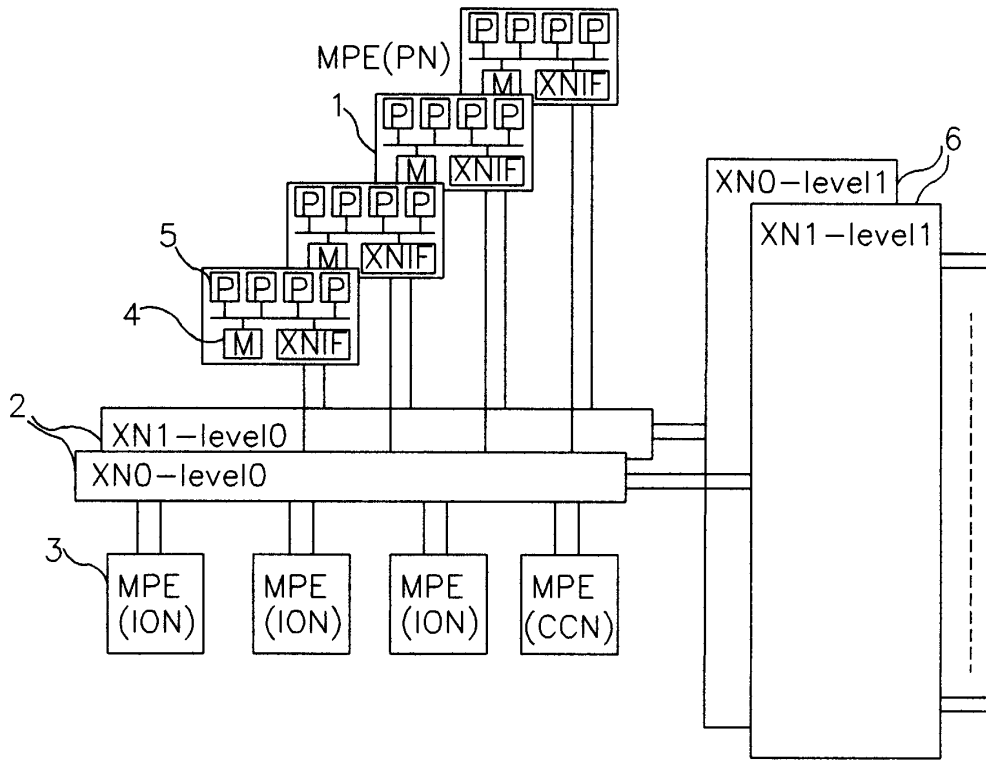 P P P P
MPE(PN)
M XNIF
1
P P P P
M XNIF
6
XN0-level1
P P P P
XN1-level1
5
M XNIF
P P P P
4
M XNIF
2
XN1-level0
XN0-level0
3
MPE
(ION)
MPE
(ION)
MPE
(ION)
MPE
(CCN)